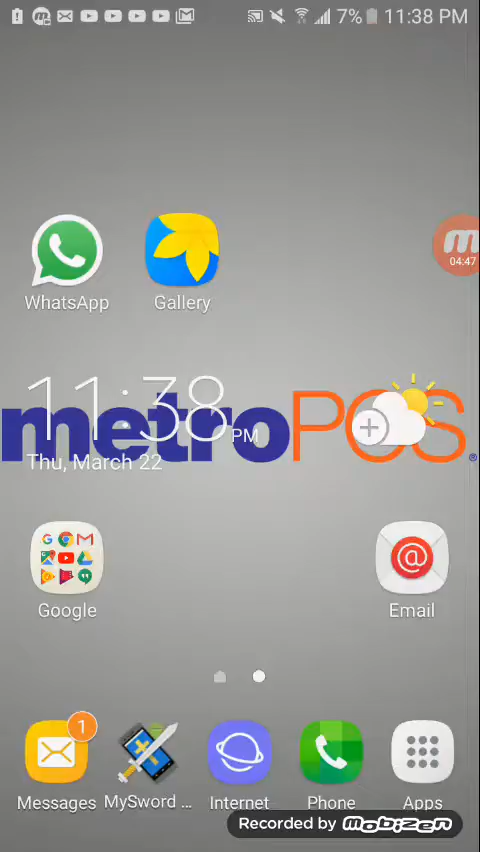 7% 11:38 PM
04:47
WhatsApp Gallery
11:38 PM
metroPCS®
Thu, March 22
Google Email
1
Messages MySword ... Internet Phone Apps
Recorded by mobizen